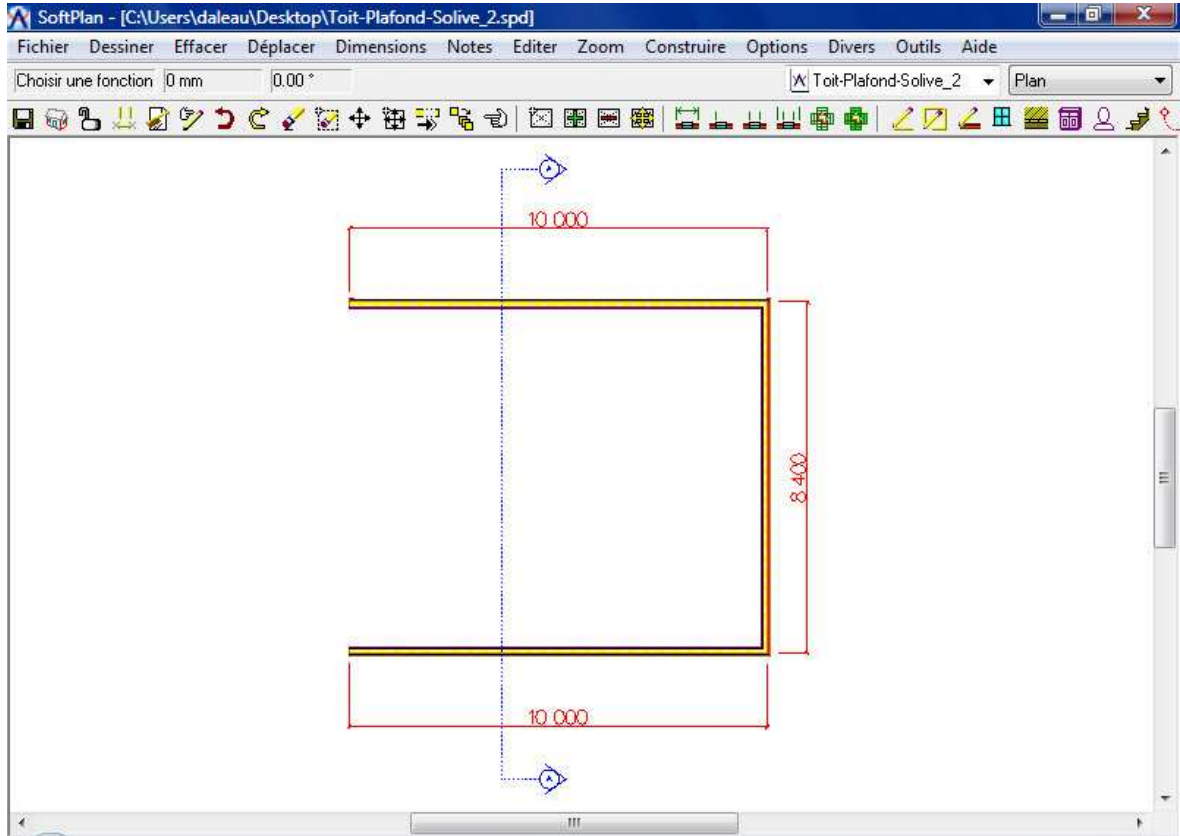 SoftPlan - [C:\Users\daleau\Desktop\Toit-Plafond-Solive_2.spd]
Fichier Dessiner Effacer Déplacer Dimensions Notes Editer Zoom Construire Options Divers Outils Aide
Choisir une fonction 0 mm 0.00 ° Toit-Plafond-Solive_2 Plan
A
10 000
8 400
10 000
A